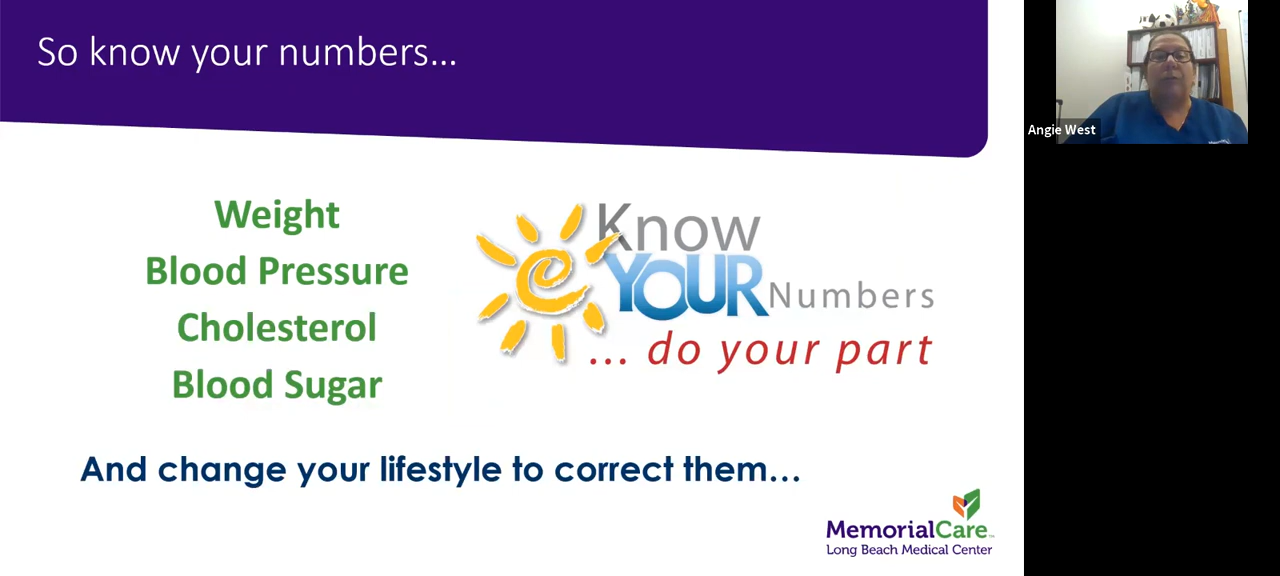 So know your numbers...
Angie West
Weight
Blood Pressure
Cholesterol
Blood Sugar
Know
YOUR Numbers
... do your part
And change your lifestyle to correct them...
MemorialCare
Long Beach Medical Center